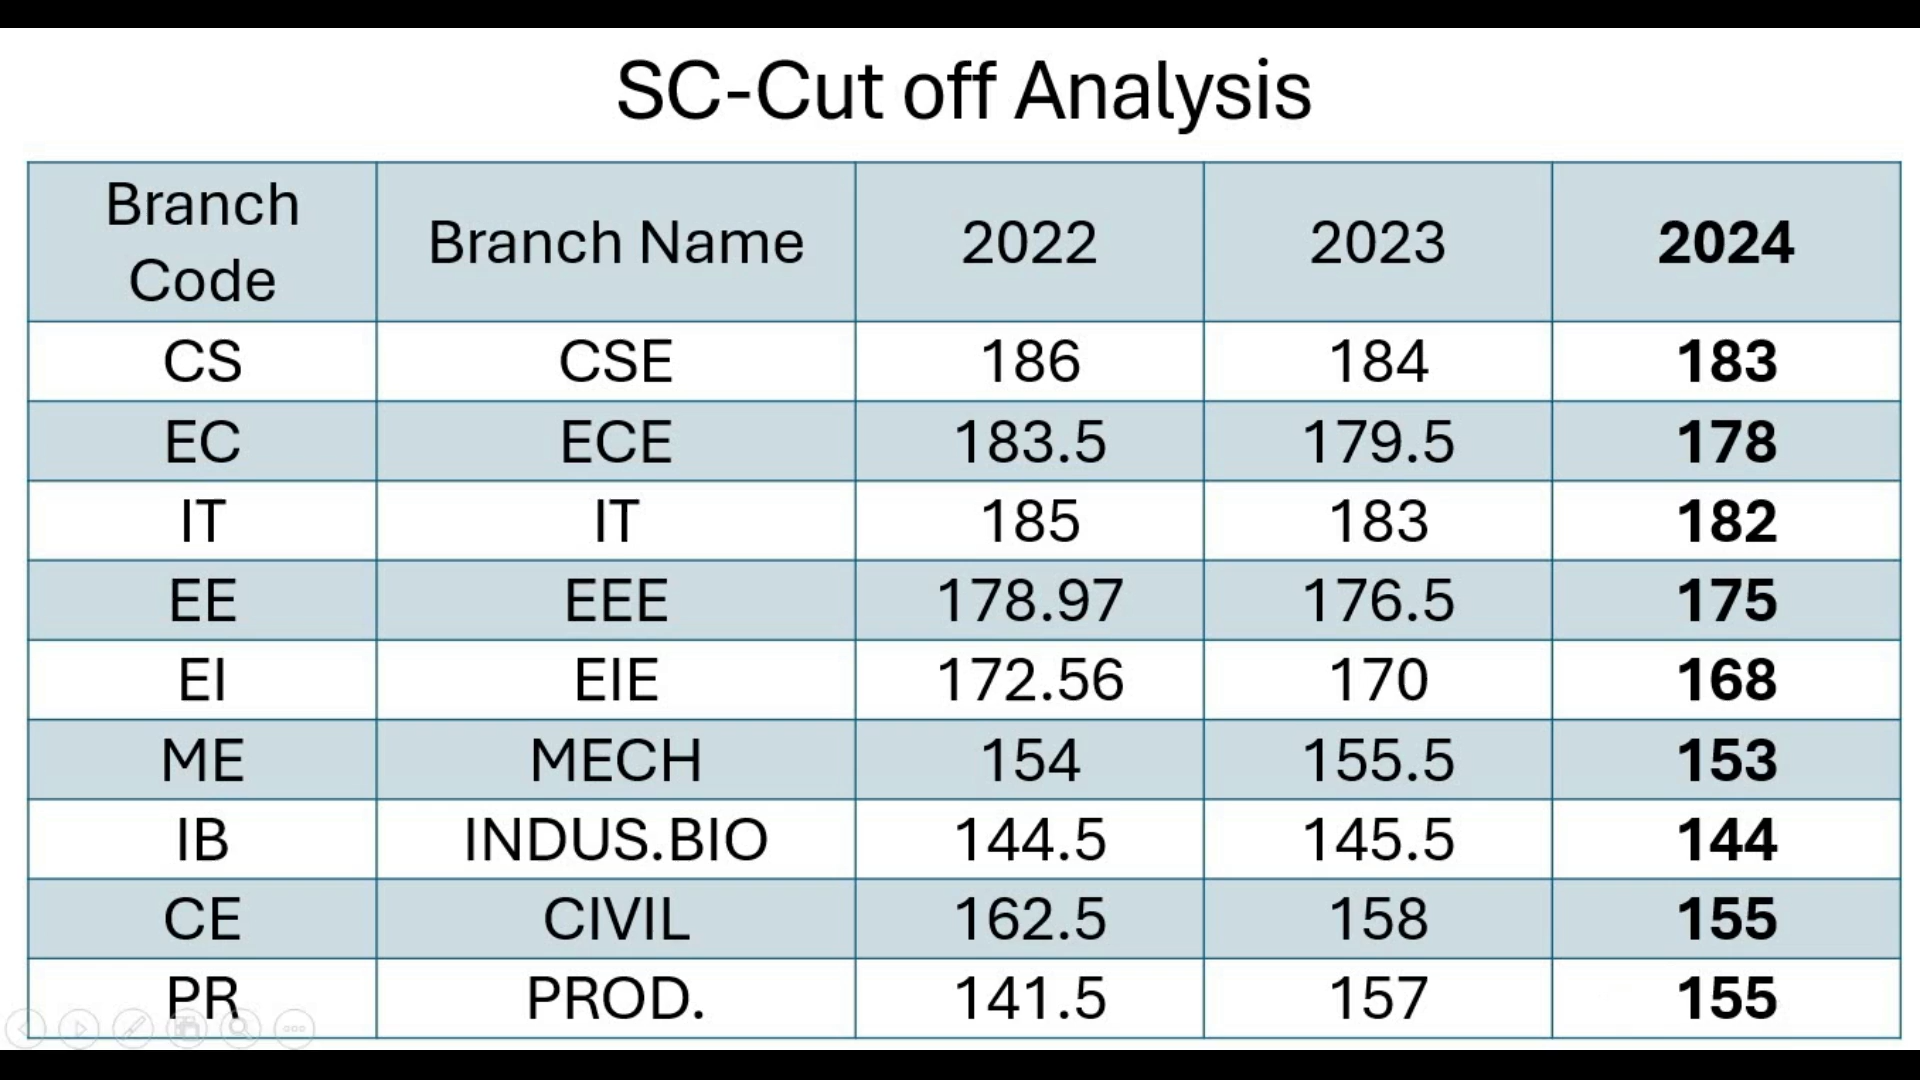 SC-Cut off Analysis
Branch Code Branch Name 2022 2023 2024
CS CSE 186 184 183
EC ECE 183.5 179.5 178
IT IT 185 183 182
EE EEE 178.97 176.5 175
EI EIE 172.56 170 168
ME MECH 154 155.5 153
IB INDUS.BIO 144.5 145.5 144
CE CIVIL 162.5 158 155
PR PROD. 141.5 157 155